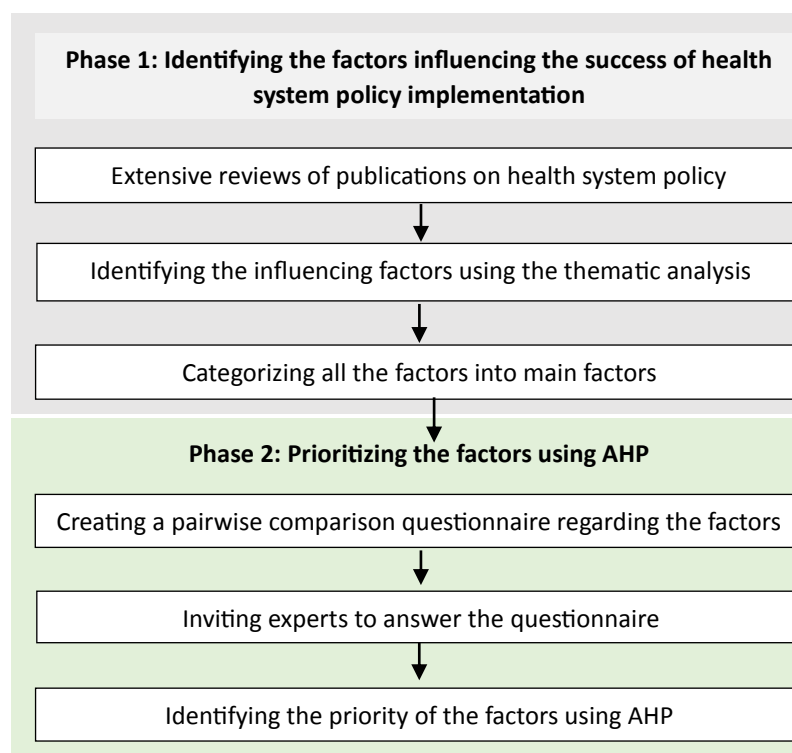 Phase 1: Identifying the factors influencing the success of health
system policy implementation
Extensive reviews of publications on health system policy
Identifying the influencing factors using the thematic analysis
Categorizing all the factors into main factors
Phase 2: Prioritizing the factors using AHP
Creating a pairwise comparison questionnaire regarding the factors
Inviting experts to answer the questionnaire
Identifying the priority of the factors using AHP